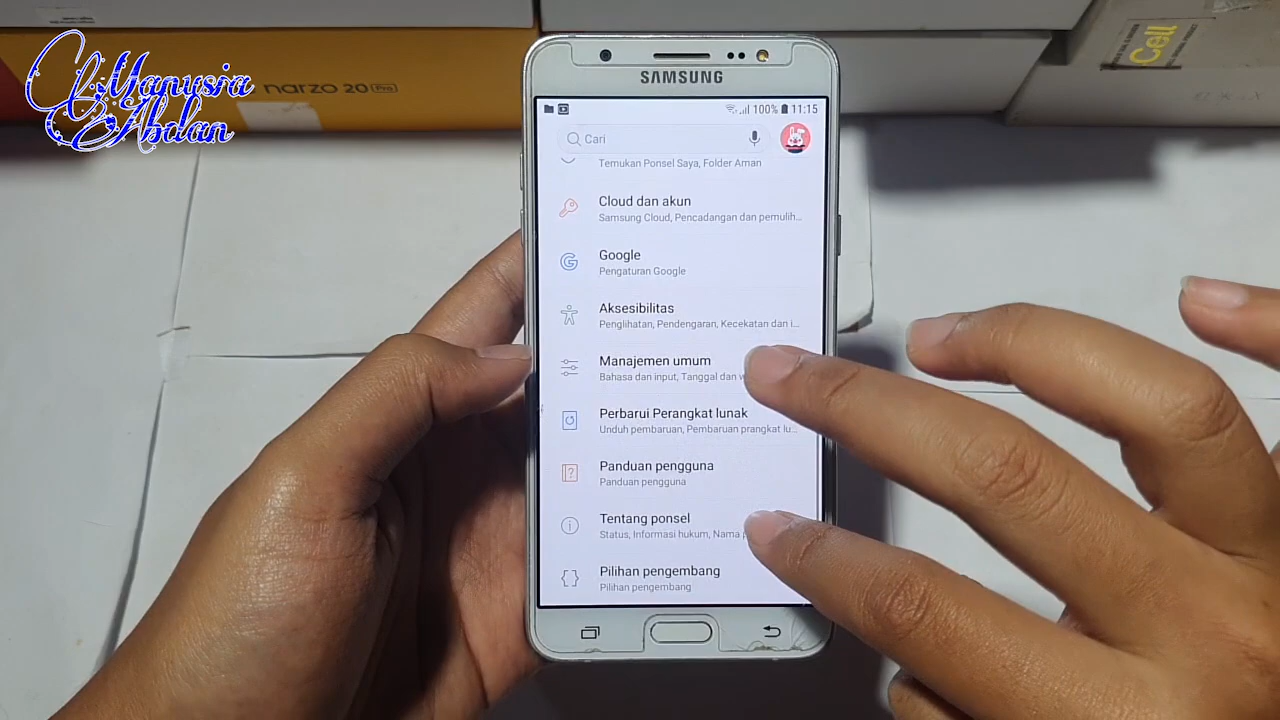 Manusia
Abdan
narzo 20 Pro
Cell
SAMSUNG
100% 11:15
Cari
Temukan Ponsel Saya, Folder Aman
Cloud dan akun
Samsung Cloud, Pencadangan dan pemulih...
Google
Pengaturan Google
Aksesibilitas
Penglihatan, Pendengaran, Kecekatan dan i...
Manajemen umum
Bahasa dan input, Tanggal dan
Perbarui Perangkat lunak
Unduh pembaruan, Pembaruan prangkat lu...
Panduan pengguna
Panduan pengguna
Tentang ponsel
Status, Informasi hukum, Nama
Pilihan pengembang
Pilihan pengembang